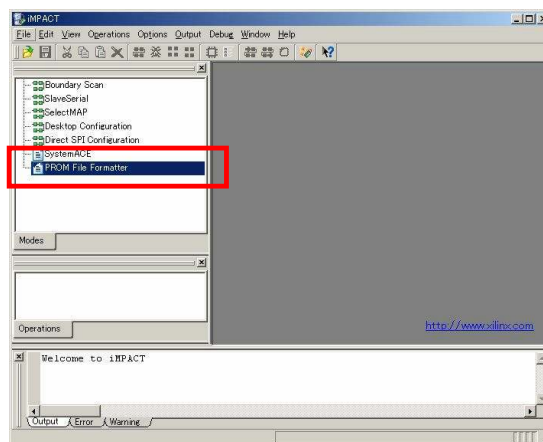 iMPACT
File Edit View Operations Options Output Debug Window Help
Boundary Scan
SlaveSerial
SelectMAP
Desktop Configuration
Direct SPI Configuration
SystemACE
PROM File Formatter
Modes
Operations
http://www.xilinx.com
Welcome to iMPACT
Output Error Warning